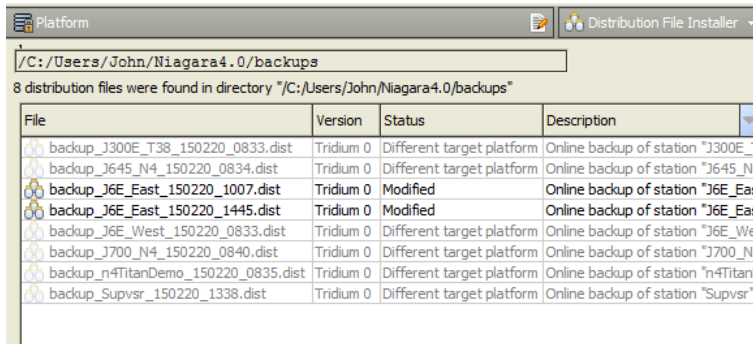 Platform Distribution File Installer
/C:/Users/John/Niagara4.0/backups
8 distribution files were found in directory "/C:/Users/John/Niagara4.0/backups"
File Version Status Description
backup_J300E_T38_150220_0833.dist Tridium 0 Different target platform Online backup of station "J300E_T
backup_J645_N4_150220_0834.dist Tridium 0 Different target platform Online backup of station "J645_N
backup_J6E_East_150220_1007.dist Tridium 0 Modified Online backup of station "J6E_Eas
backup_J6E_East_150220_1445.dist Tridium 0 Modified Online backup of station "J6E_Eas
backup_J6E_West_150220_0833.dist Tridium 0 Different target platform Online backup of station "J6E_We
backup_J700_N4_150220_0840.dist Tridium 0 Different target platform Online backup of station "J700_N
backup_n4TitanDemo_150220_0835.dist Tridium 0 Different target platform Online backup of station "n4Titan
backup_Supvsr_150220_1338.dist Tridium 0 Different target platform Online backup of station "Supvsr"